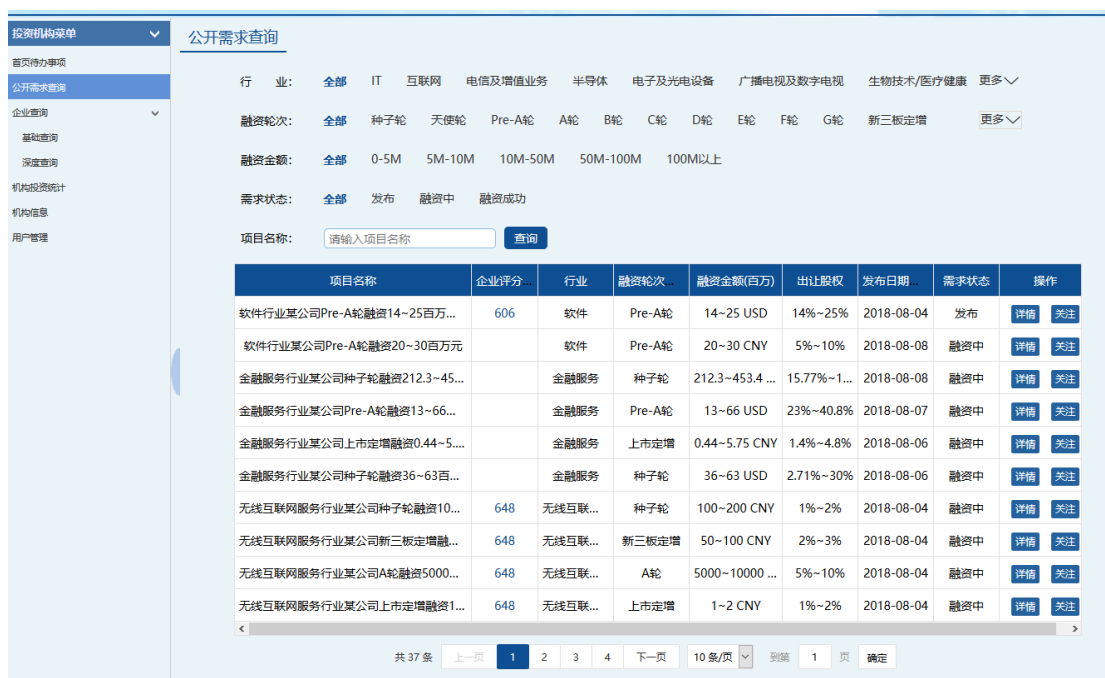 投资机构菜单
首页待办事项
公开需求查询
企业查询
基础查询
深度查询
机构投资统计
机构信息
用户管理
公开需求查询
行 业: 全部 IT 互联网 电信及增值业务 半导体 电子及光电设备 广播电视及数字电视 生物技术/医疗健康 更多
融资轮次: 全部 种子轮 天使轮 Pre-A轮 A轮 B轮 C轮 D轮 E轮 F轮 G轮 新三板定增 更多
融资金额: 全部 0-5M 5M-10M 10M-50M 50M-100M 100M以上
需求状态: 全部 发布 融资中 融资成功
项目名称: 请输入项目名称 查询
项目名称 企业评分... 行业 融资轮次... 融资金额(百万) 出让股权 发布日期... 需求状态 操作
软件行业某公司Pre-A轮融资14~25百万... 606 软件 Pre-A轮 14~25 USD 14%~25% 2018-08-04 发布 详情 关注
软件行业某公司Pre-A轮融资20~30百万元 软件 Pre-A轮 20~30 CNY 5%~10% 2018-08-08 融资中 详情 关注
金融服务行业某公司种子轮融资212.3~45... 金融服务 种子轮 212.3~453.4 ... 15.77%~1... 2018-08-08 融资中 详情 关注
金融服务行业某公司Pre-A轮融资13~66... 金融服务 Pre-A轮 13~66 USD 23%~40.8% 2018-08-07 融资中 详情 关注
金融服务行业某公司上市定增融资0.44~5.... 金融服务 上市定增 0.44~5.75 CNY 1.4%~4.8% 2018-08-06 融资中 详情 关注
金融服务行业某公司种子轮融资36~63百... 金融服务 种子轮 36~63 USD 2.71%~30% 2018-08-06 融资中 详情 关注
无线互联网服务行业某公司种子轮融资10... 648 无线互联... 种子轮 100~200 CNY 1%~2% 2018-08-04 融资中 详情 关注
无线互联网服务行业某公司新三板定增融... 648 无线互联... 新三板定增 50~100 CNY 2%~3% 2018-08-04 融资中 详情 关注
无线互联网服务行业某公司A轮融资5000... 648 无线互联... A轮 5000~10000 ... 5%~10% 2018-08-04 融资中 详情 关注
无线互联网服务行业某公司上市定增融资1... 648 无线互联... 上市定增 1~2 CNY 1%~2% 2018-08-04 融资中 详情 关注
共 37 条 上一页 1 2 3 4 下一页 10 条/页 到第 1 页 确定